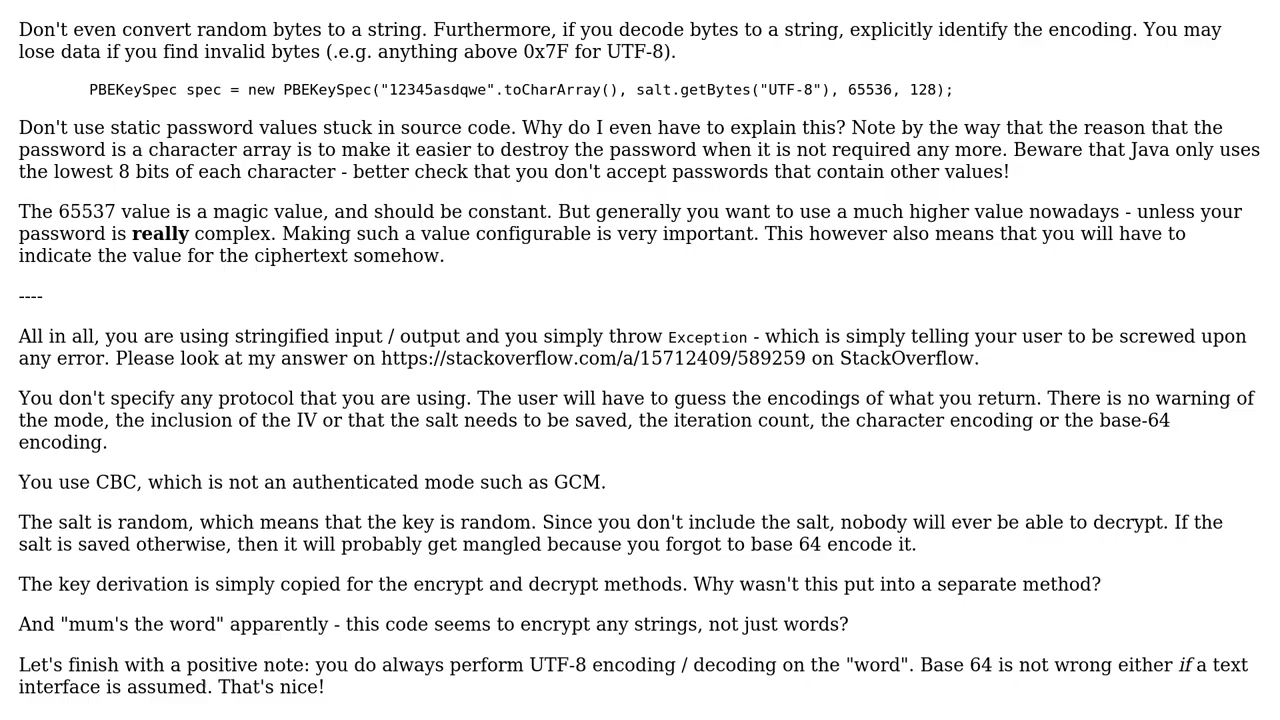 Don't even convert random bytes to a string. Furthermore, if you decode bytes to a string, explicitly identify the encoding. You may
lose data if you find invalid bytes (.e.g. anything above 0x7F for UTF-8).
PBEKeySpec spec = new PBEKeySpec("12345asdqwe".toCharArray(), salt.getBytes("UTF-8"), 65536, 128);
Don't use static password values stuck in source code. Why do I even have to explain this? Note by the way that the reason that the
password is a character array is to make it easier to destroy the password when it is not required any more. Beware that Java only uses
the lowest 8 bits of each character - better check that you don't accept passwords that contain other values!
The 65537 value is a magic value, and should be constant. But generally you want to use a much higher value nowadays - unless your
password is really complex. Making such a value configurable is very important. This however also means that you will have to
indicate the value for the ciphertext somehow.
----
All in all, you are using stringified input / output and you simply throw Exception - which is simply telling your user to be screwed upon
any error. Please look at my answer on https://stackoverflow.com/a/15712409/589259 on StackOverflow.
You don't specify any protocol that you are using. The user will have to guess the encodings of what you return. There is no warning of
the mode, the inclusion of the IV or that the salt needs to be saved, the iteration count, the character encoding or the base-64
encoding.
You use CBC, which is not an authenticated mode such as GCM.
The salt is random, which means that the key is random. Since you don't include the salt, nobody will ever be able to decrypt. If the
salt is saved otherwise, then it will probably get mangled because you forgot to base 64 encode it.
The key derivation is simply copied for the encrypt and decrypt methods. Why wasn't this put into a separate method?
And "mum's the word" apparently - this code seems to encrypt any strings, not just words?
Let's finish with a positive note: you do always perform UTF-8 encoding / decoding on the "word". Base 64 is not wrong either if a text
interface is assumed. That's nice!